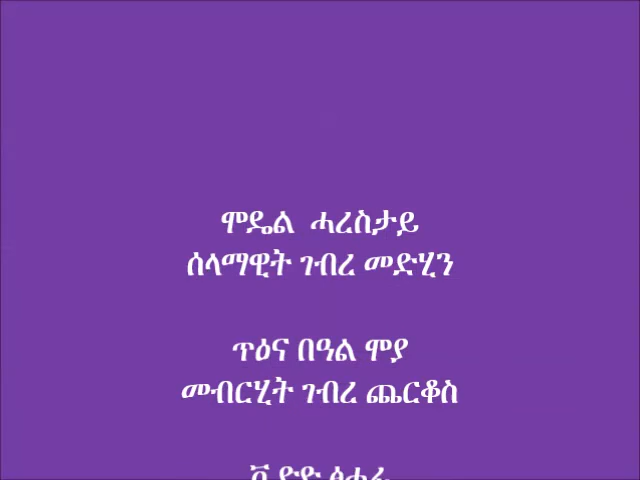 ሞዴል ሓረስታይ
ሰላማዊት ገብረ መድሂን
ጥዕና በዓል ሞያ
መብርሂት ገብረ ጨርቆስ